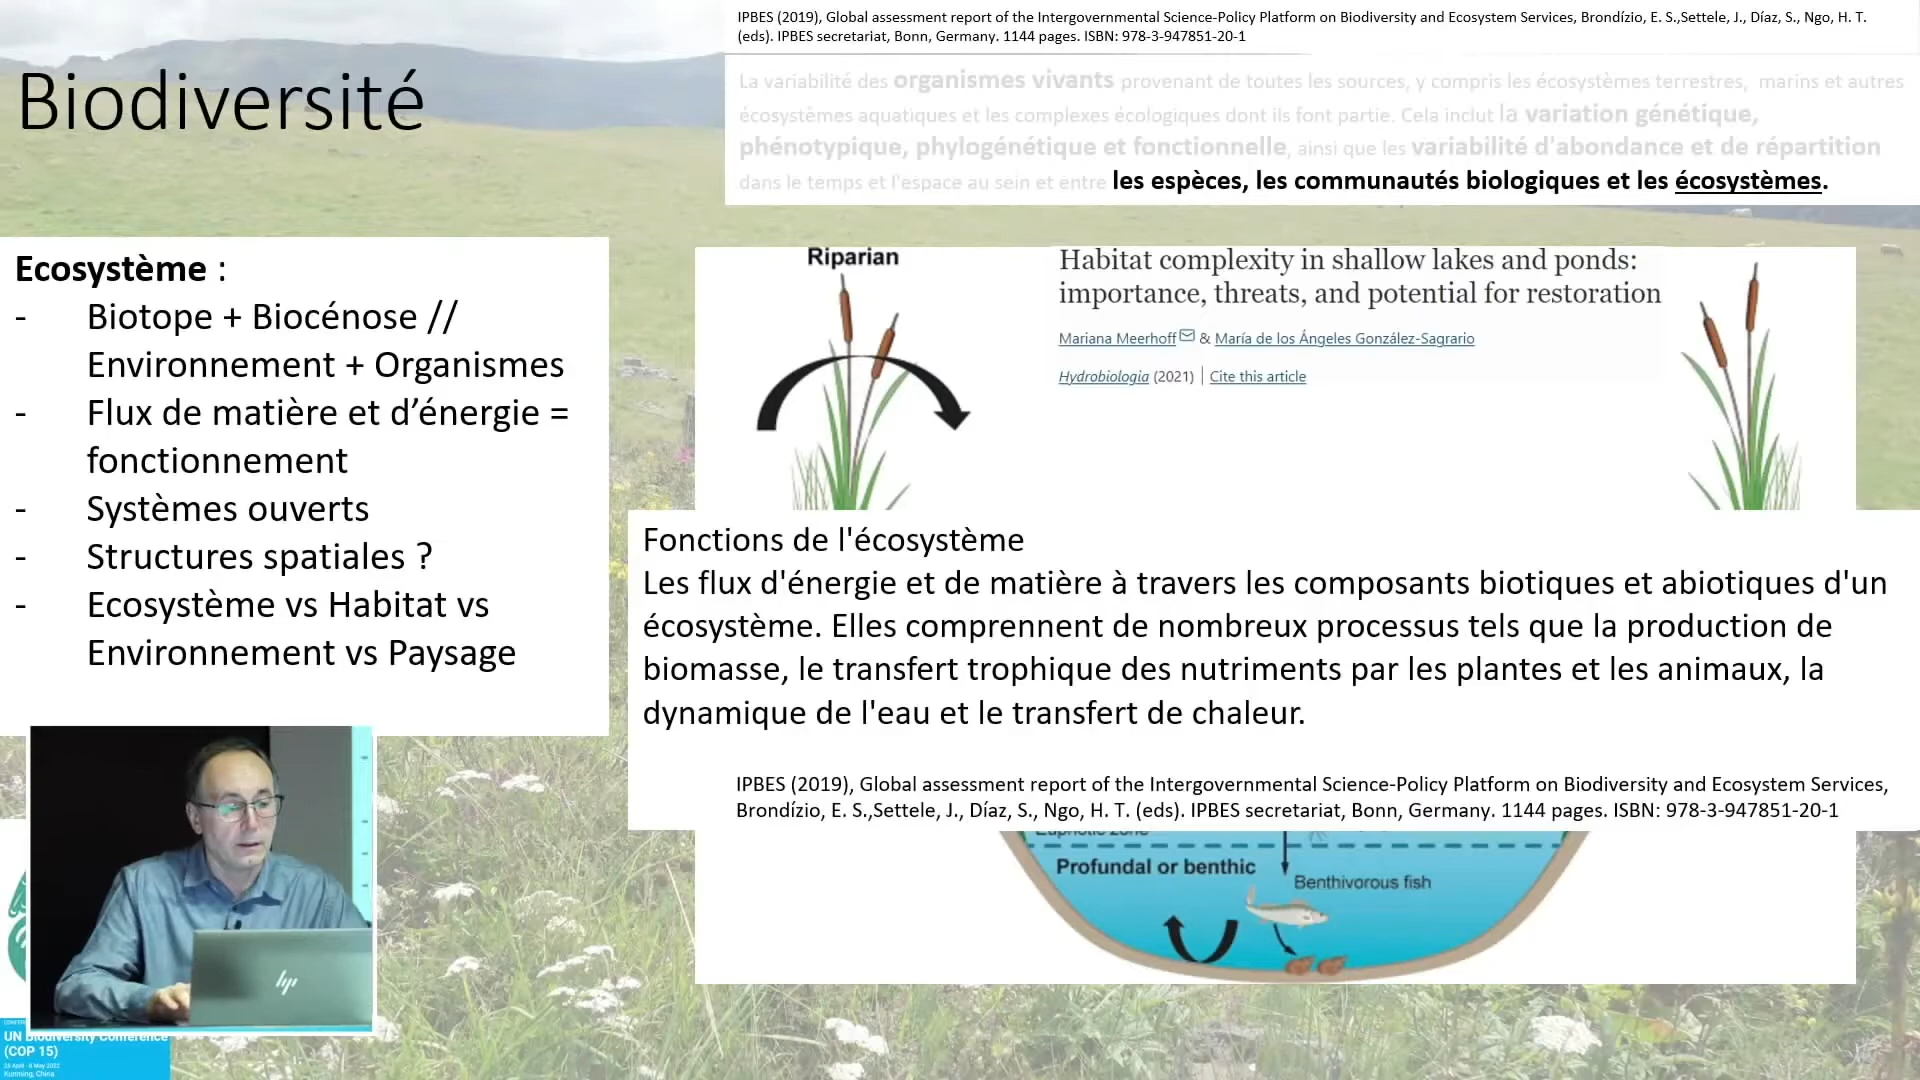 IPBES (2019), Global assessment report of the Intergovernmental Science-Policy Platform on Biodiversity and Ecosystem Services, Brondízio, E. S.,Settele, J., Díaz, S., Ngo, H. T.
(eds). IPBES secretariat, Bonn, Germany. 1144 pages. ISBN: 978-3-947851-20-1
Biodiversité
La variabilité des organismes vivants provenant de toutes les sources, y compris les écosystèmes terrestres, marins et autres
écosystèmes aquatiques et les complexes écologiques dont ils font partie. Cela inclut la variation génétique,
phénotypique, phylogénétique et fonctionnelle, ainsi que les variabilité d'abondance et de répartition
dans le temps et l'espace au sein et entre les espèces, les communautés biologiques et les écosystèmes.
Ecosystème :
- Biotope + Biocénose //
Environnement + Organismes
- Flux de matière et d’énergie =
fonctionnement
- Systèmes ouverts
- Structures spatiales ?
- Ecosystème vs Habitat vs
Environnement vs Paysage
Riparian
Habitat complexity in shallow lakes and ponds:
importance, threats, and potential for restoration
Mariana Meerhoff & María de los Ángeles González-Sagrario
Hydrobiologia (2021) | Cite this article
Fonctions de l'écosystème
Les flux d'énergie et de matière à travers les composants biotiques et abiotiques d'un
écosystème. Elles comprennent de nombreux processus tels que la production de
biomasse, le transfert trophique des nutriments par les plantes et les animaux, la
dynamique de l'eau et le transfert de chaleur.
IPBES (2019), Global assessment report of the Intergovernmental Science-Policy Platform on Biodiversity and Ecosystem Services,
Brondízio, E. S.,Settele, J., Díaz, S., Ngo, H. T. (eds). IPBES secretariat, Bonn, Germany. 1144 pages. ISBN: 978-3-947851-20-1
Euphotic zone
Profundal or benthic
Benthivorous fish
hp
UN Biodiversity Conference
(COP 15)
Kunming, China